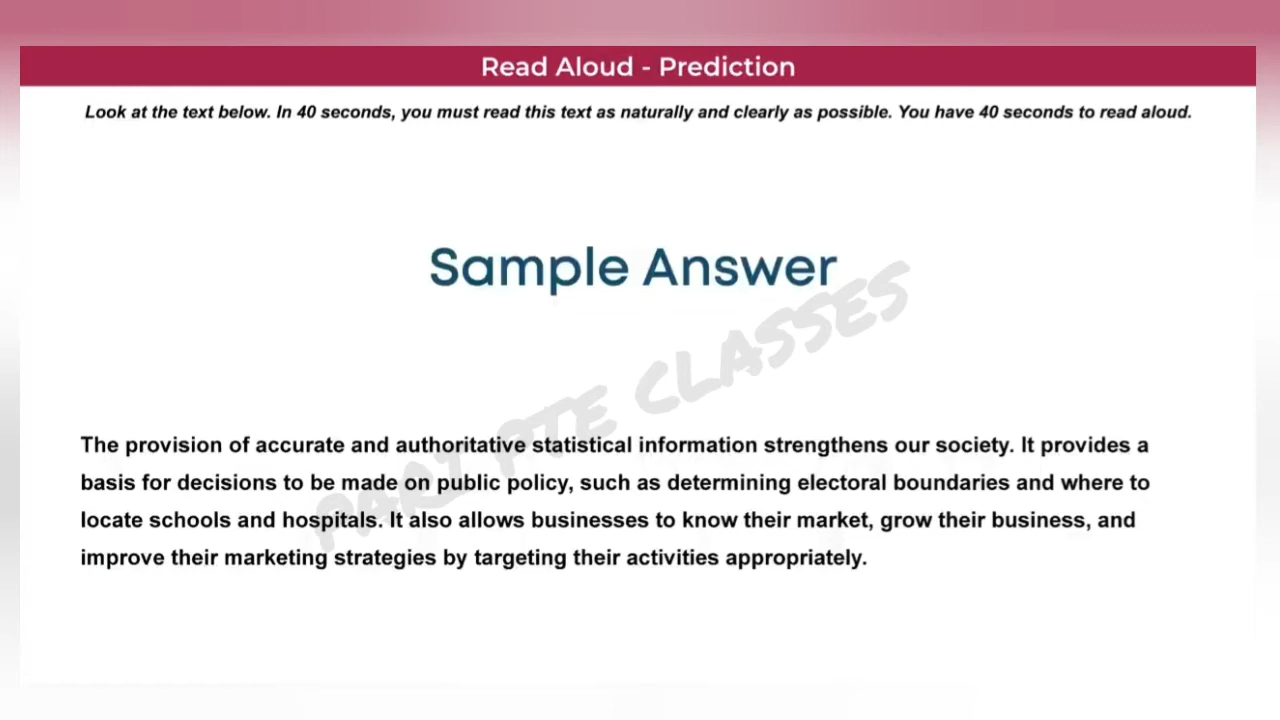 Read Aloud - Prediction
Look at the text below. In 40 seconds, you must read this text as naturally and clearly as possible. You have 40 seconds to read aloud.
Sample Answer
PARI PTE CLASSES
The provision of accurate and authoritative statistical information strengthens our society. It provides a
basis for decisions to be made on public policy, such as determining electoral boundaries and where to
locate schools and hospitals. It also allows businesses to know their market, grow their business, and
improve their marketing strategies by targeting their activities appropriately.